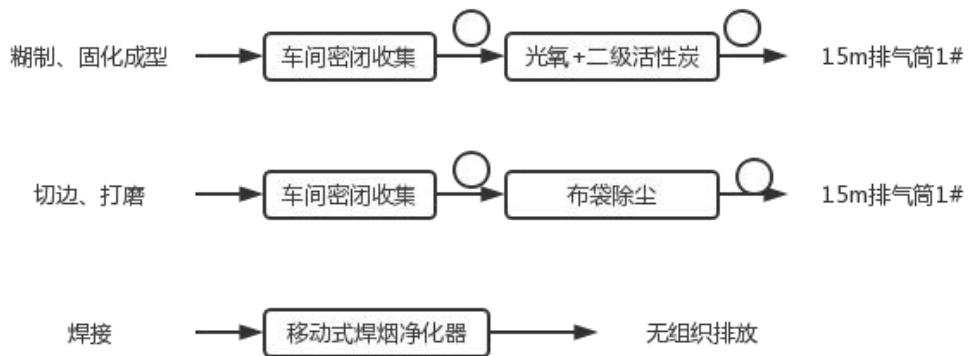 糊制、固化成型 车间密闭收集 光氧+二级活性炭 15m排气筒1#
切边、打磨 车间密闭收集 布袋除尘 15m排气筒1#
焊接 移动式焊烟净化器 无组织排放